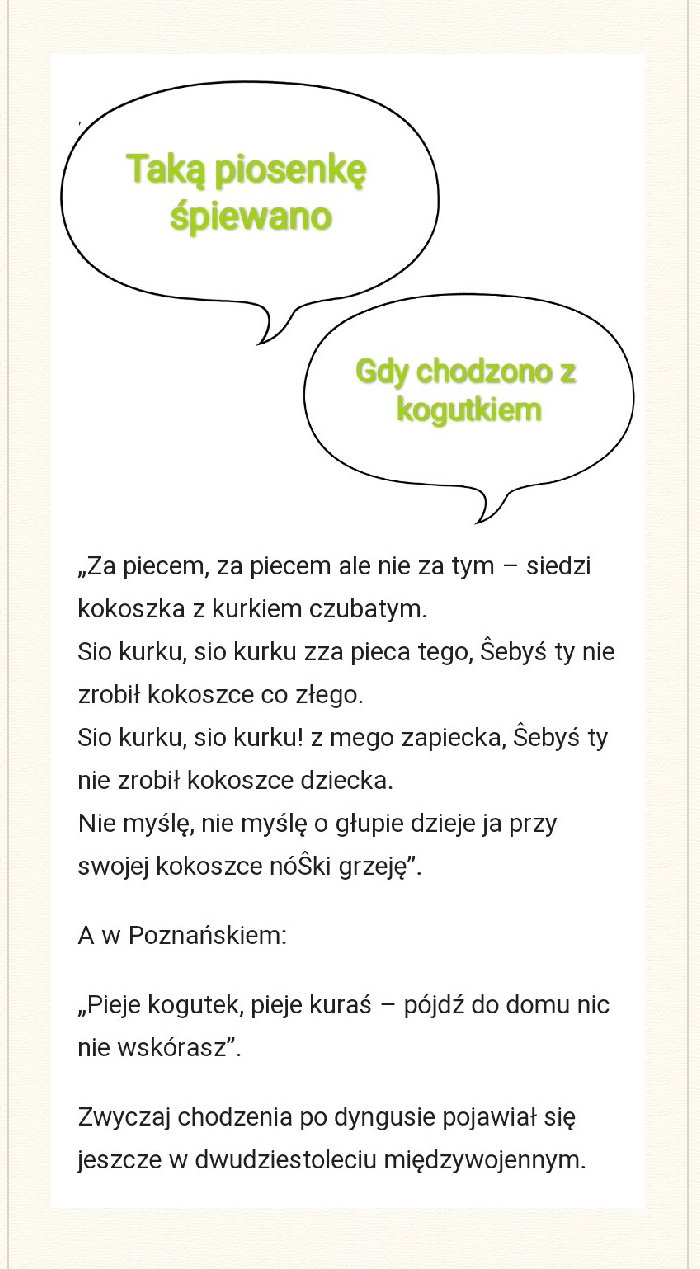 Taką piosenkę
śpiewano
Gdy chodzono z
kogutkiem
„Za piecem, za piecem ale nie za tym – siedzi
kokoszka z kurkiem czubatym.
Sio kurku, sio kurku zza pieca tego, Ŝebyś ty nie
zrobił kokoszce co złego.
Sio kurku, sio kurku! z mego zapiecka, Ŝebyś ty
nie zrobił kokoszce dziecka.
Nie myślę, nie myślę o głupie dzieje ja przy
swojej kokoszce nóŜki grzeję”.
A w Poznańskiem:
„Pieje kogutek, pieje kuraś – pójdź do domu nic
nie wskórasz”.
Zwyczaj chodzenia po dyngusie pojawiał się
jeszcze w dwudziestoleciu międzywojennym.